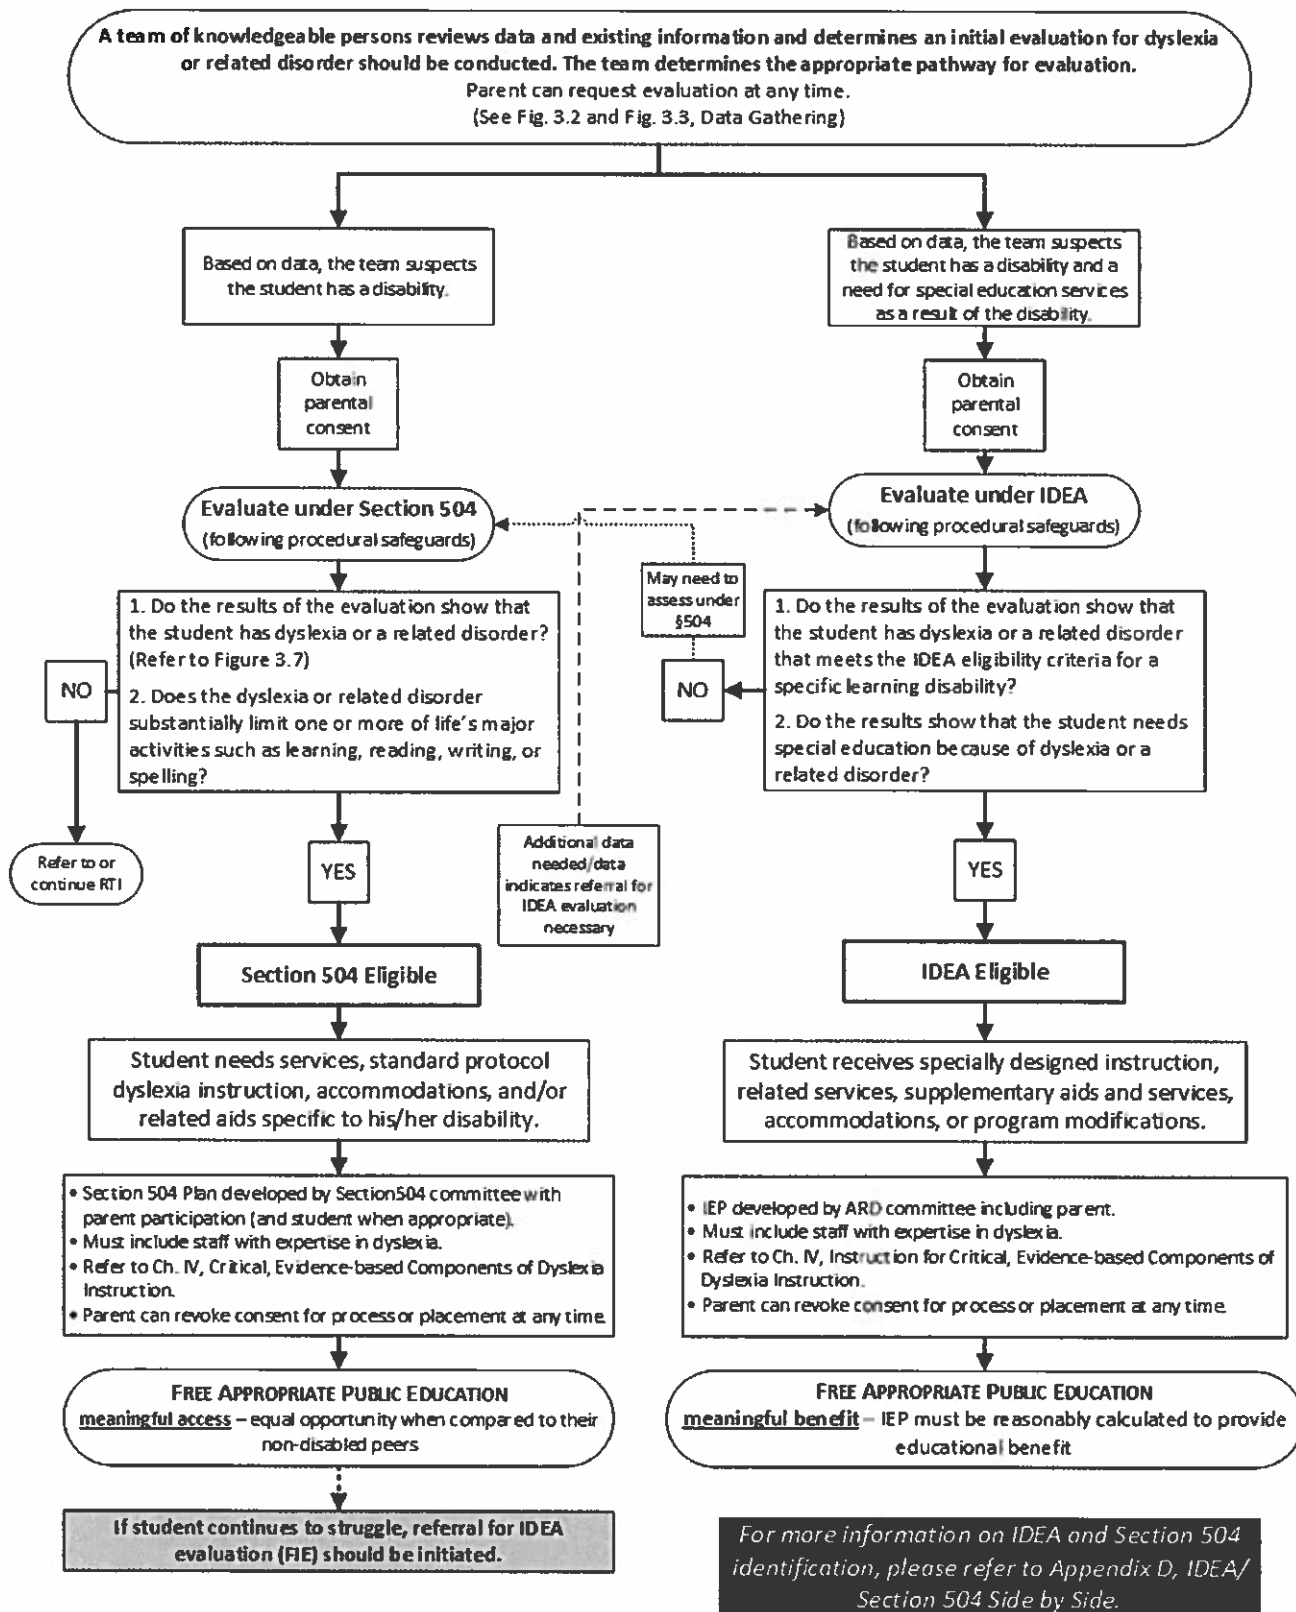 A team of knowledgeable persons reviews data and existing information and determines an initial evaluation for dyslexia
or related disorder should be conducted. The team determines the appropriate pathway for evaluation.
Parent can request evaluation at any time.
(See Fig. 3.2 and Fig. 3.3, Data Gathering)
Based on data, the team suspects
the student has a disability.
Based on data, the team suspects
the student has a disability and a
need for special education services
as a result of the disability.
Obtain
parental
consent
Obtain
parental
consent
Evaluate under Section 504
(following procedural safeguards)
Evaluate under IDEA
(following procedural safeguards)
May need to
assess under
§504
1. Do the results of the evaluation show that
the student has dyslexia or a related disorder?
(Refer to Figure 3.7)
2. Does the dyslexia or related disorder
substantially limit one or more of life's major
activities such as learning, reading, writing, or
spelling?
NO
1. Do the results of the evaluation show that
the student has dyslexia or a related disorder
that meets the IDEA eligibility criteria for a
specific learning disability?
2. Do the results show that the student needs
special education because of dyslexia or a
related disorder?
NO
Refer to or
continue RTI
YES
Additional data
needed/data
indicates referral for
IDEA evaluation
necessary
YES
Section 504 Eligible
IDEA Eligible
Student needs services, standard protocol
dyslexia instruction, accommodations, and/or
related aids specific to his/her disability.
Student receives specially designed instruction,
related services, supplementary aids and services,
accommodations, or program modifications.
• Section 504 Plan developed by Section504 committee with
parent participation (and student when appropriate).
• Must include staff with expertise in dyslexia.
• Refer to Ch. IV, Critical, Evidence-based Components of Dyslexia
Instruction.
• Parent can revoke consent for process or placement at any time.
• IEP developed by ARD committee including parent.
• Must include staff with expertise in dyslexia.
• Refer to Ch. IV, Instruction for Critical, Evidence-based Components of
Dyslexia Instruction.
• Parent can revoke consent for process or placement at any time.
FREE APPROPRIATE PUBLIC EDUCATION
meaningful access – equal opportunity when compared to their
non-disabled peers
FREE APPROPRIATE PUBLIC EDUCATION
meaningful benefit – IEP must be reasonably calculated to provide
educational benefit
If student continues to struggle, referral for IDEA
evaluation (FIE) should be initiated.
For more information on IDEA and Section 504
identification, please refer to Appendix D, IDEA/
Section 504 Side by Side.